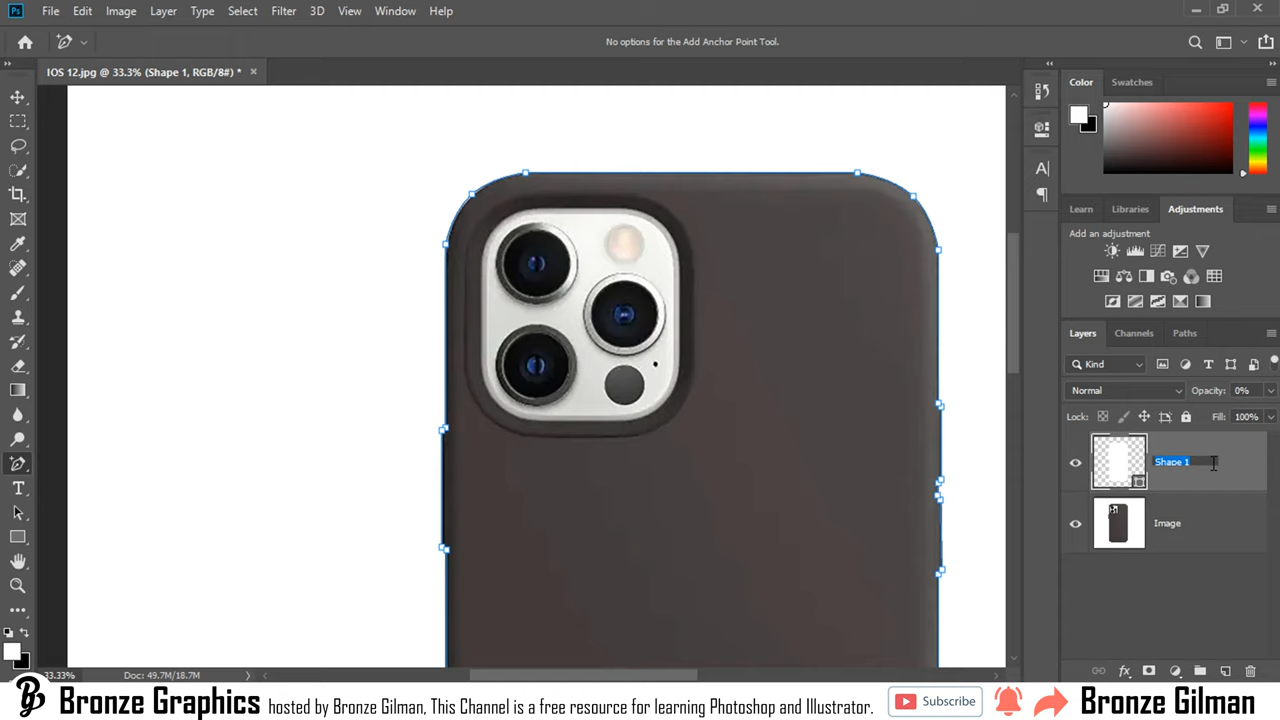 Ps File Edit Image Layer Type Select Filter 3D View Window Help
No options for the Add Anchor Point Tool.
IOS 12.jpg @ 33.3% (Shape 1, RGB/8#) *
Color Swatches
Learn Libraries Adjustments
Add an adjustment
Layers Channels Paths
Kind
Normal Opacity: 0%
Lock: Fill: 100%
Shape 1
Image
33.33% Doc: 49.7M/18.7M
Bronze Graphics hosted by Bronze Gilman, This Channel is a free resource for learning Photoshop and Illustrator. Subscribe Bronze Gilman